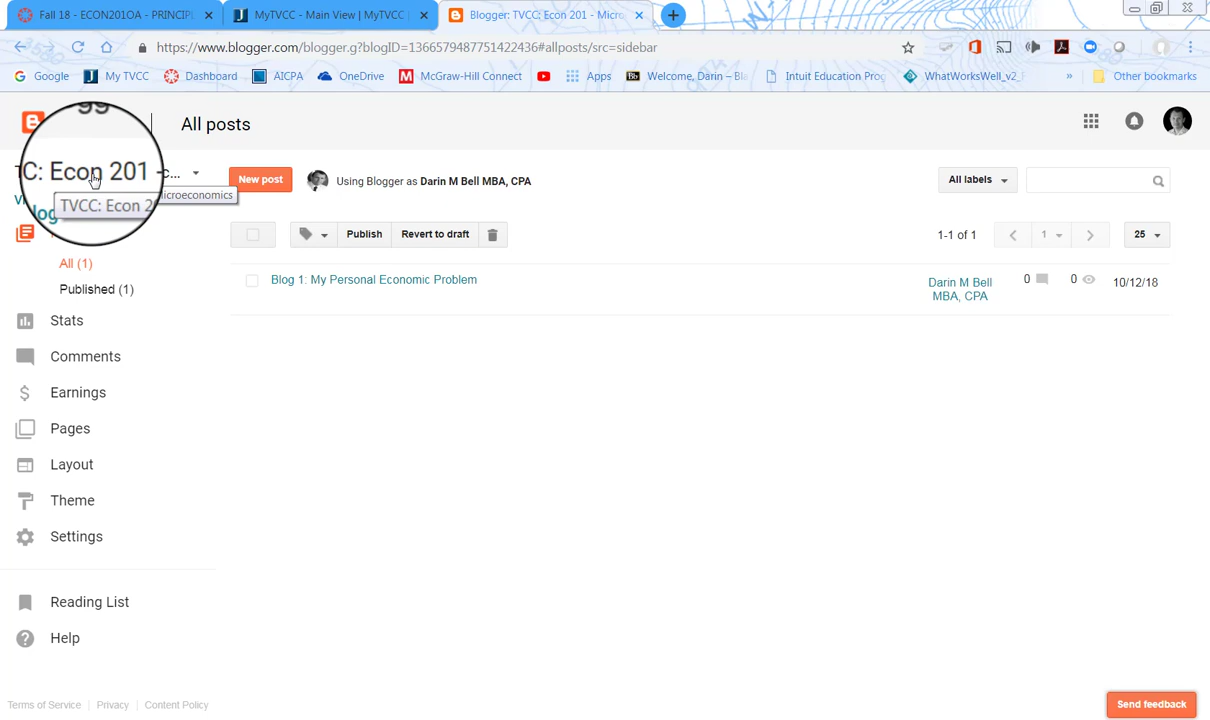 Fall 18 - ECON201OA - PRINCIPL
MyTVCC - Main View | MyTVCC
Blogger: TVCC: Econ 201 - Micro
https://www.blogger.com/blogger.g?blogID=1366579487751422436#allposts/src=sidebar
Google
My TVCC
Dashboard
AICPA
OneDrive
McGraw-Hill Connect
Apps
Bb
Welcome, Darin – Bla
Intuit Education Prog
WhatWorksWell_v2_F
»
Other bookmarks
All posts
C: Econ 201 -c...
New post
Using Blogger as Darin M Bell MBA, CPA
All labels
icroeconomics
TVCC: Econ 2
Vi
log
Publish
Revert to draft
1-1 of 1
1
25
All (1)
Blog 1: My Personal Economic Problem
Darin M Bell
MBA, CPA
0
0
10/12/18
Published (1)
Stats
Comments
Earnings
Pages
Layout
Theme
Settings
Reading List
Help
Terms of Service | Privacy | Content Policy
Send feedback